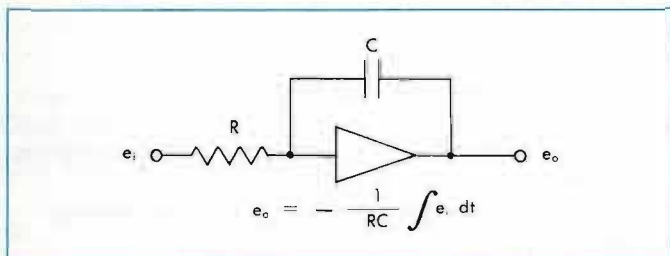 C
R
eᵢ eₒ
eₒ = − 1/RC ∫ eᵢ dt